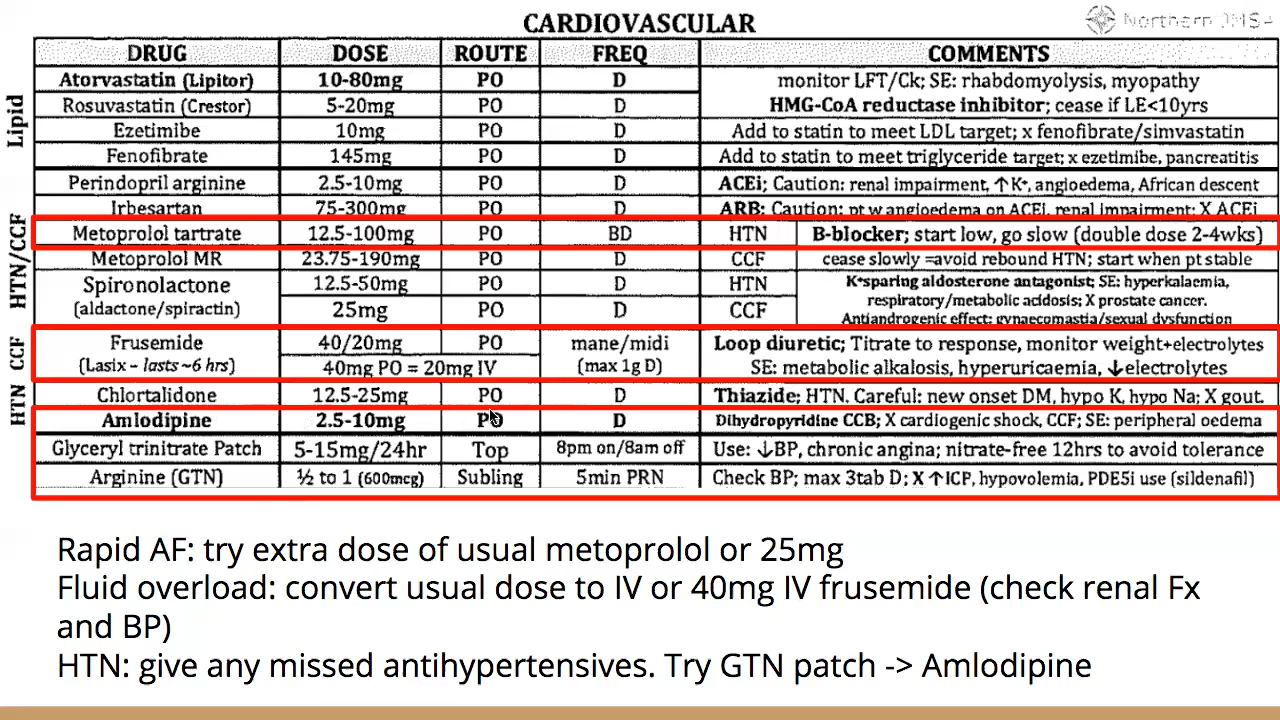 CARDIOVASCULAR
Northern
DRUG DOSE ROUTE FREQ COMMENTS
Lipid
Atorvastatin (Lipitor) 10-80mg PO D monitor LFT/Ck; SE: rhabdomyolysis, myopathy
Rosuvastatin (Crestor) 5-20mg PO D HMG-CoA reductase inhibitor; cease if LE<10yrs
Ezetimibe 10mg PO D Add to statin to meet LDL target; x fenofibrate/simvastatin
Fenofibrate 145mg PO D Add to statin to meet triglyceride target; x ezetimibe, pancreatitis
HTN/CCF
Perindopril arginine 2.5-10mg PO D ACEi; Caution: renal impairment, ↑K⁺, angioedema, African descent
Irbesartan 75-300mg PO D ARB: Caution: pt w angioedema on ACEi, renal impairment; X ACEi
Metoprolol tartrate 12.5-100mg PO BD HTN B-blocker; start low, go slow (double dose 2-4wks)
Metoprolol MR 23.75-190mg PO D CCF cease slowly =avoid rebound HTN; start when pt stable
Spironolactone 12.5-50mg PO D HTN K⁺sparing aldosterone antagonist; SE: hyperkalaemia,
(aldactone/spiractin) 25mg PO D CCF respiratory/metabolic acidosis; X prostate cancer.
Antiandrogenic effect: gynaecomastia/sexual dysfunction
CCF
Frusemide 40/20mg PO mane/midi Loop diuretic; Titrate to response, monitor weight+electrolytes
(Lasix – lasts ~6 hrs) 40mg PO = 20mg IV (max 1g D) SE: metabolic alkalosis, hyperuricaemia, ↓electrolytes
HTN
Chlortalidone 12.5-25mg PO D Thiazide; HTN. Careful: new onset DM, hypo K, hypo Na; X gout.
Amlodipine 2.5-10mg PO D Dihydropyridine CCB; X cardiogenic shock, CCF; SE: peripheral oedema
Glyceryl trinitrate Patch 5-15mg/24hr Top 8pm on/8am off Use: ↓BP, chronic angina; nitrate-free 12hrs to avoid tolerance
Arginine (GTN) ½ to 1 (600mcg) Subling 5min PRN Check BP; max 3tab D; X ↑ICP, hypovolemia, PDE5i use (sildenafil)
Rapid AF: try extra dose of usual metoprolol or 25mg
Fluid overload: convert usual dose to IV or 40mg IV frusemide (check renal Fx
and BP)
HTN: give any missed antihypertensives. Try GTN patch -> Amlodipine